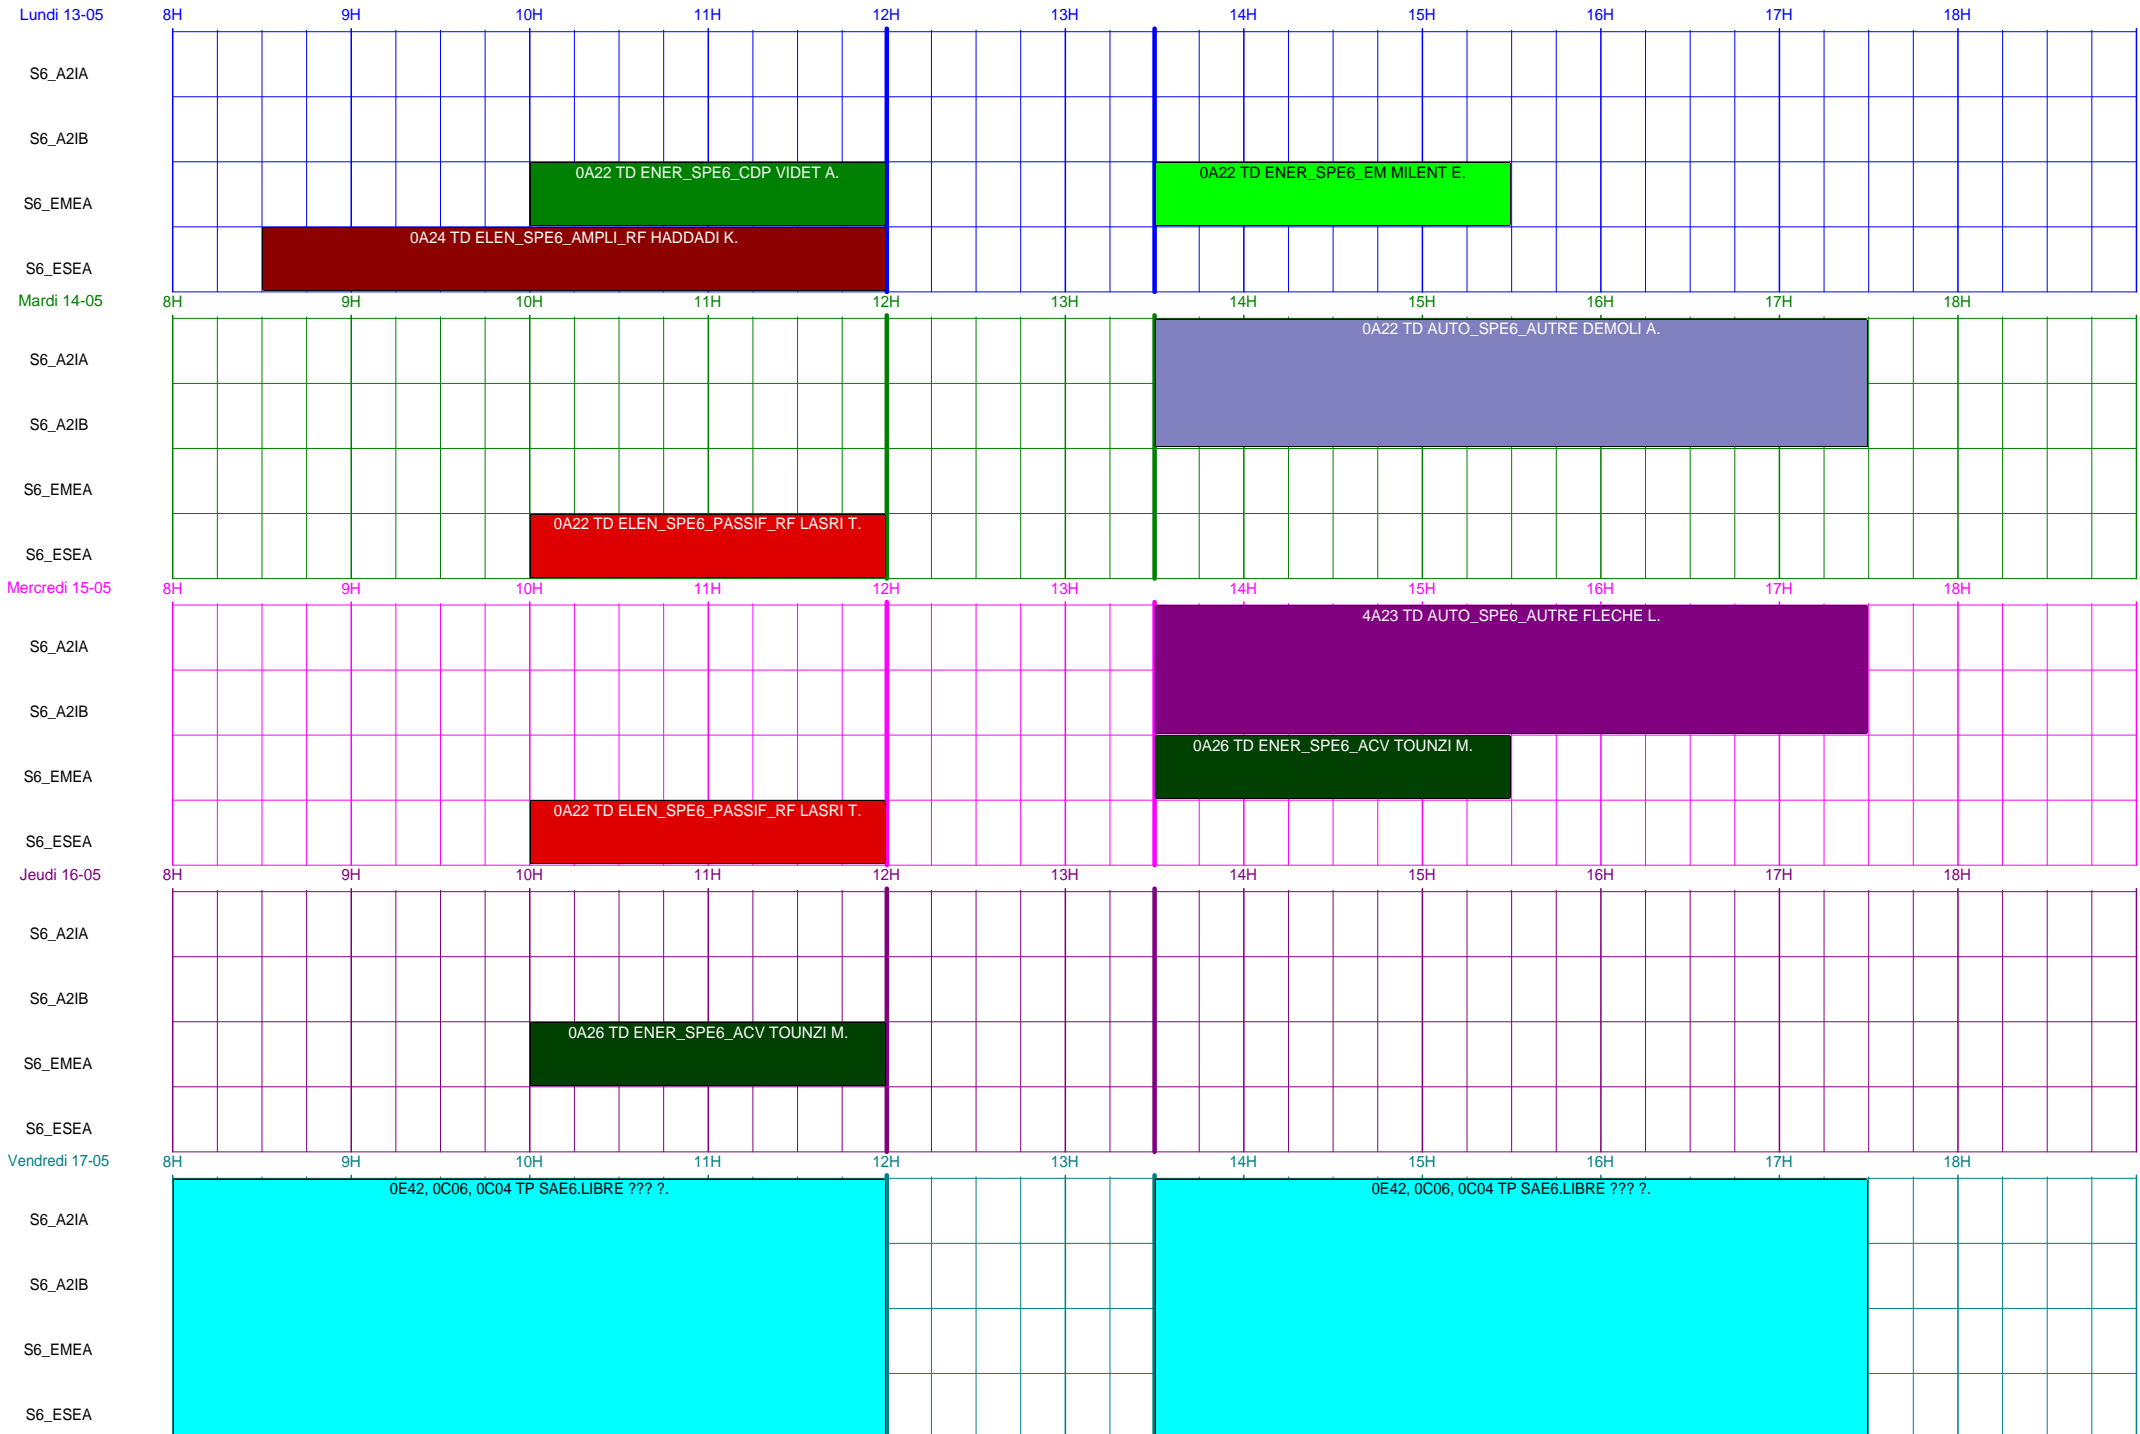 Lundi 13-05 8H 9H 10H 11H 12H 13H 14H 15H 16H 17H 18H
S6_A2IA
S6_A2IB
0A22 TD ENER_SPE6_CDP VIDET A. 0A22 TD ENER_SPE6_EM MILENT E.
S6_EMEA
0A24 TD ELEN_SPE6_AMPLI_RF HADDADI K.
S6_ESEA
Mardi 14-05 8H 9H 10H 11H 12H 13H 14H 15H 16H 17H 18H
0A22 TD AUTO_SPE6_AUTRE DEMOLI A.
S6_A2IA
S6_A2IB
S6_EMEA
0A22 TD ELEN_SPE6_PASSIF_RF LASRI T.
S6_ESEA
Mercredi 15-05 8H 9H 10H 11H 12H 13H 14H 15H 16H 17H 18H
4A23 TD AUTO_SPE6_AUTRE FLECHE L.
S6_A2IA
S6_A2IB
0A26 TD ENER_SPE6_ACV TOUNZI M.
S6_EMEA
0A22 TD ELEN_SPE6_PASSIF_RF LASRI T.
S6_ESEA
Jeudi 16-05 8H 9H 10H 11H 12H 13H 14H 15H 16H 17H 18H
S6_A2IA
S6_A2IB
0A26 TD ENER_SPE6_ACV TOUNZI M.
S6_EMEA
S6_ESEA
Vendredi 17-05 8H 9H 10H 11H 12H 13H 14H 15H 16H 17H 18H
0E42, 0C06, 0C04 TP SAE6.LIBRE ??? ?. 0E42, 0C06, 0C04 TP SAE6.LIBRE ??? ?.
S6_A2IA
S6_A2IB
S6_EMEA
S6_ESEA